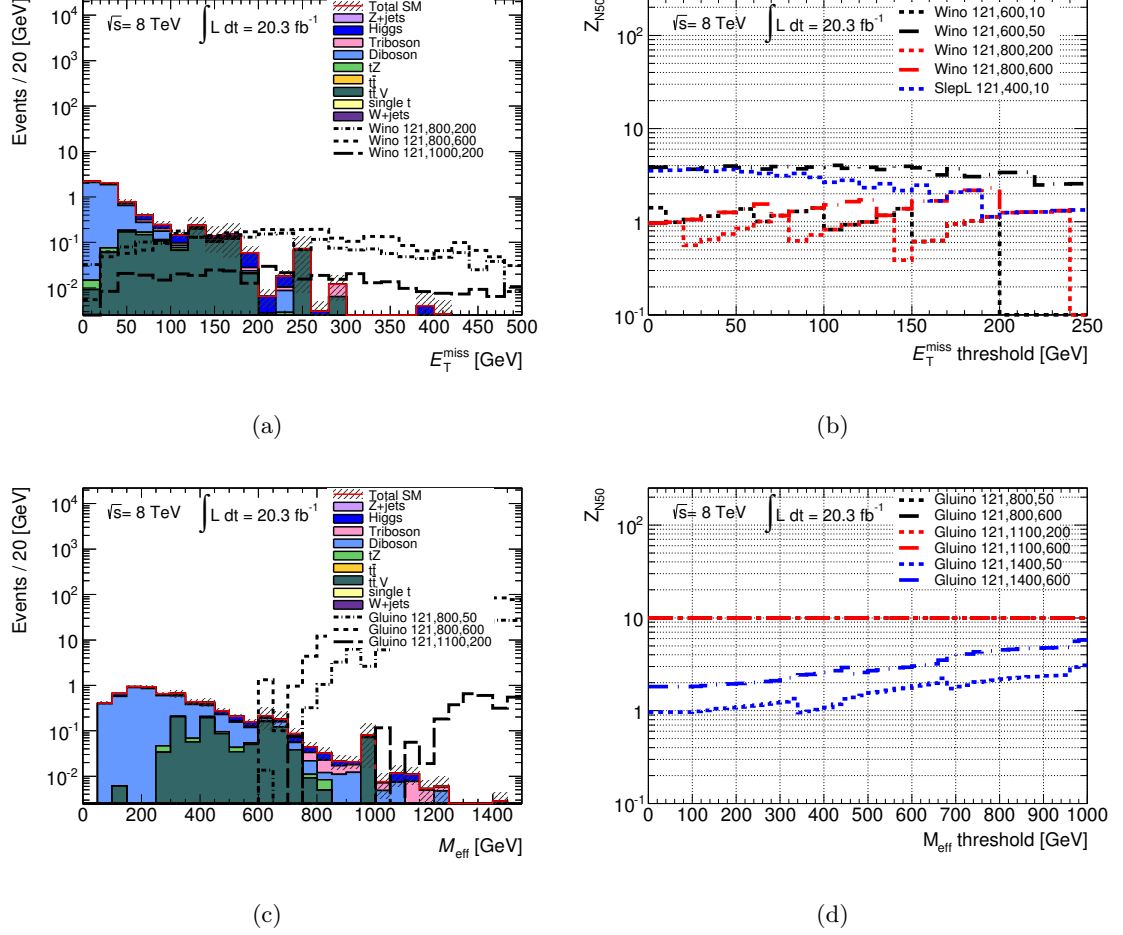 Events / 20 [GeV]
10³
10²
10
1
10⁻¹
10⁻²
√s= 8 TeV ∫ L dt = 20.3 fb⁻¹
Total SM
Z+jets
Higgs
Triboson
Diboson
tZ
tt̄
tt̄ V
single t
W+jets
Wino 121,800,200
Wino 121,800,600
Wino 121,1000,200
0 50 100 150 200 250 300 350 400 450 500
E_T^miss [GeV]
(a)
Z_N50
10²
10
1
10⁻¹
√s= 8 TeV ∫ L dt = 20.3 fb⁻¹
Wino 121,600,10
Wino 121,600,50
Wino 121,800,200
Wino 121,800,600
SlepL 121,400,10
0 50 100 150 200 250
E_T^miss threshold [GeV]
(b)
Events / 20 [GeV]
10⁴
10³
10²
10
1
10⁻¹
10⁻²
√s= 8 TeV ∫ L dt = 20.3 fb⁻¹
Total SM
Z+jets
Higgs
Triboson
Diboson
tZ
tt̄
tt̄ V
single t
W+jets
Gluino 121,800,50
Gluino 121,800,600
Gluino 121,1100,200
0 200 400 600 800 1000 1200 1400
M_eff [GeV]
(c)
Z_N50
10²
10
1
10⁻¹
√s= 8 TeV ∫ L dt = 20.3 fb⁻¹
Gluino 121,800,50
Gluino 121,800,600
Gluino 121,1100,200
Gluino 121,1100,600
Gluino 121,1400,50
Gluino 121,1400,600
0 100 200 300 400 500 600 700 800 900 1000
M_eff threshold [GeV]
(d)